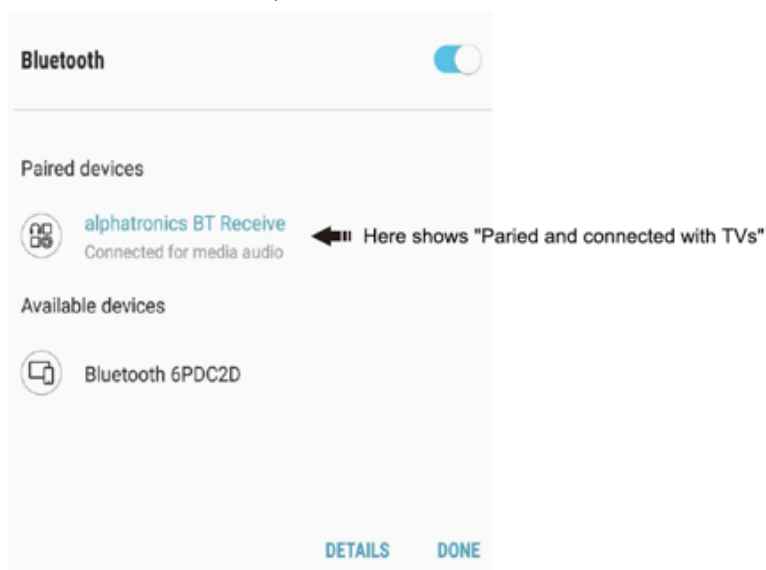 Bluetooth
Paired devices
alphatronics BT Receive
Connected for media audio
Here shows "Paried and connected with TVs"
Available devices
Bluetooth 6PDC2D
DETAILS DONE